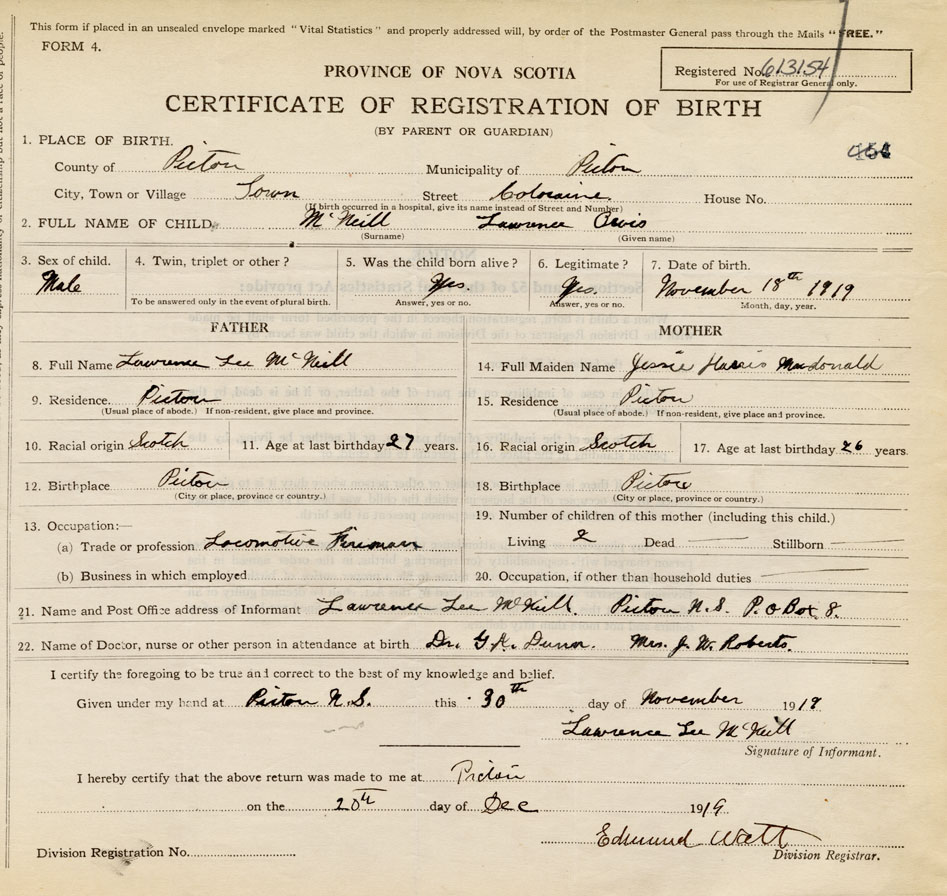 This form if placed in an unsealed envelope marked "Vital Statistics" and properly addressed will, by order of the Postmaster General pass through the Mails "FREE."
FORM 4.
PROVINCE OF NOVA SCOTIA
Registered No. 613154
For use of Registrar General only.
CERTIFICATE OF REGISTRATION OF BIRTH
(BY PARENT OR GUARDIAN)
1. PLACE OF BIRTH.
County of Pictou Municipality of Pictou
City, Town or Village Town Street Coloraine House No.
(If birth occurred in a hospital, give its name instead of Street and Number)
2. FULL NAME OF CHILD McNeill Lawrence Orvis
(Surname) (Given name)
3. Sex of child. 4. Twin, triplet or other? 5. Was the child born alive? 6. Legitimate? 7. Date of birth.
Male Yes. Yes. November 18th 1919
To be answered only in the event of plural birth. Answer, yes or no. Answer, yes or no. Month, day, year.
FATHER MOTHER
8. Full Name Lawrence Lee McNeill 14. Full Maiden Name Jessie Harris Macdonald
9. Residence. Pictou 15. Residence Pictou
(Usual place of abode.) If non-resident, give place and province. (Usual place of abode.) If non-resident, give place and province.
10. Racial origin Scotch 11. Age at last birthday 27 years. 16. Racial origin Scotch 17. Age at last birthday 26 years.
12. Birthplace Pictou 18. Birthplace Pictou
(City or place, province or country.) (City or place, province or country.)
13. Occupation:— 19. Number of children of this mother (including this child.)
(a) Trade or profession Locomotive Fireman Living 2 Dead Stillborn
(b) Business in which employed 20. Occupation, if other than household duties
21. Name and Post Office address of Informant Lawrence Lee McNeill. Pictou N.S. P.O Box 8.
22. Name of Doctor, nurse or other person in attendance at birth Dr. G.A. Dunn. Mrs. J. W. Roberts.
I certify the foregoing to be true and correct to the best of my knowledge and belief.
Given under my hand at Pictou N.S. this 30th day of November 1919
Lawrence Lee McNeill
Signature of Informant.
I hereby certify that the above return was made to me at Pictou
on the 20th day of Dec 1919
Edmund
Division Registration No. Division Registrar.